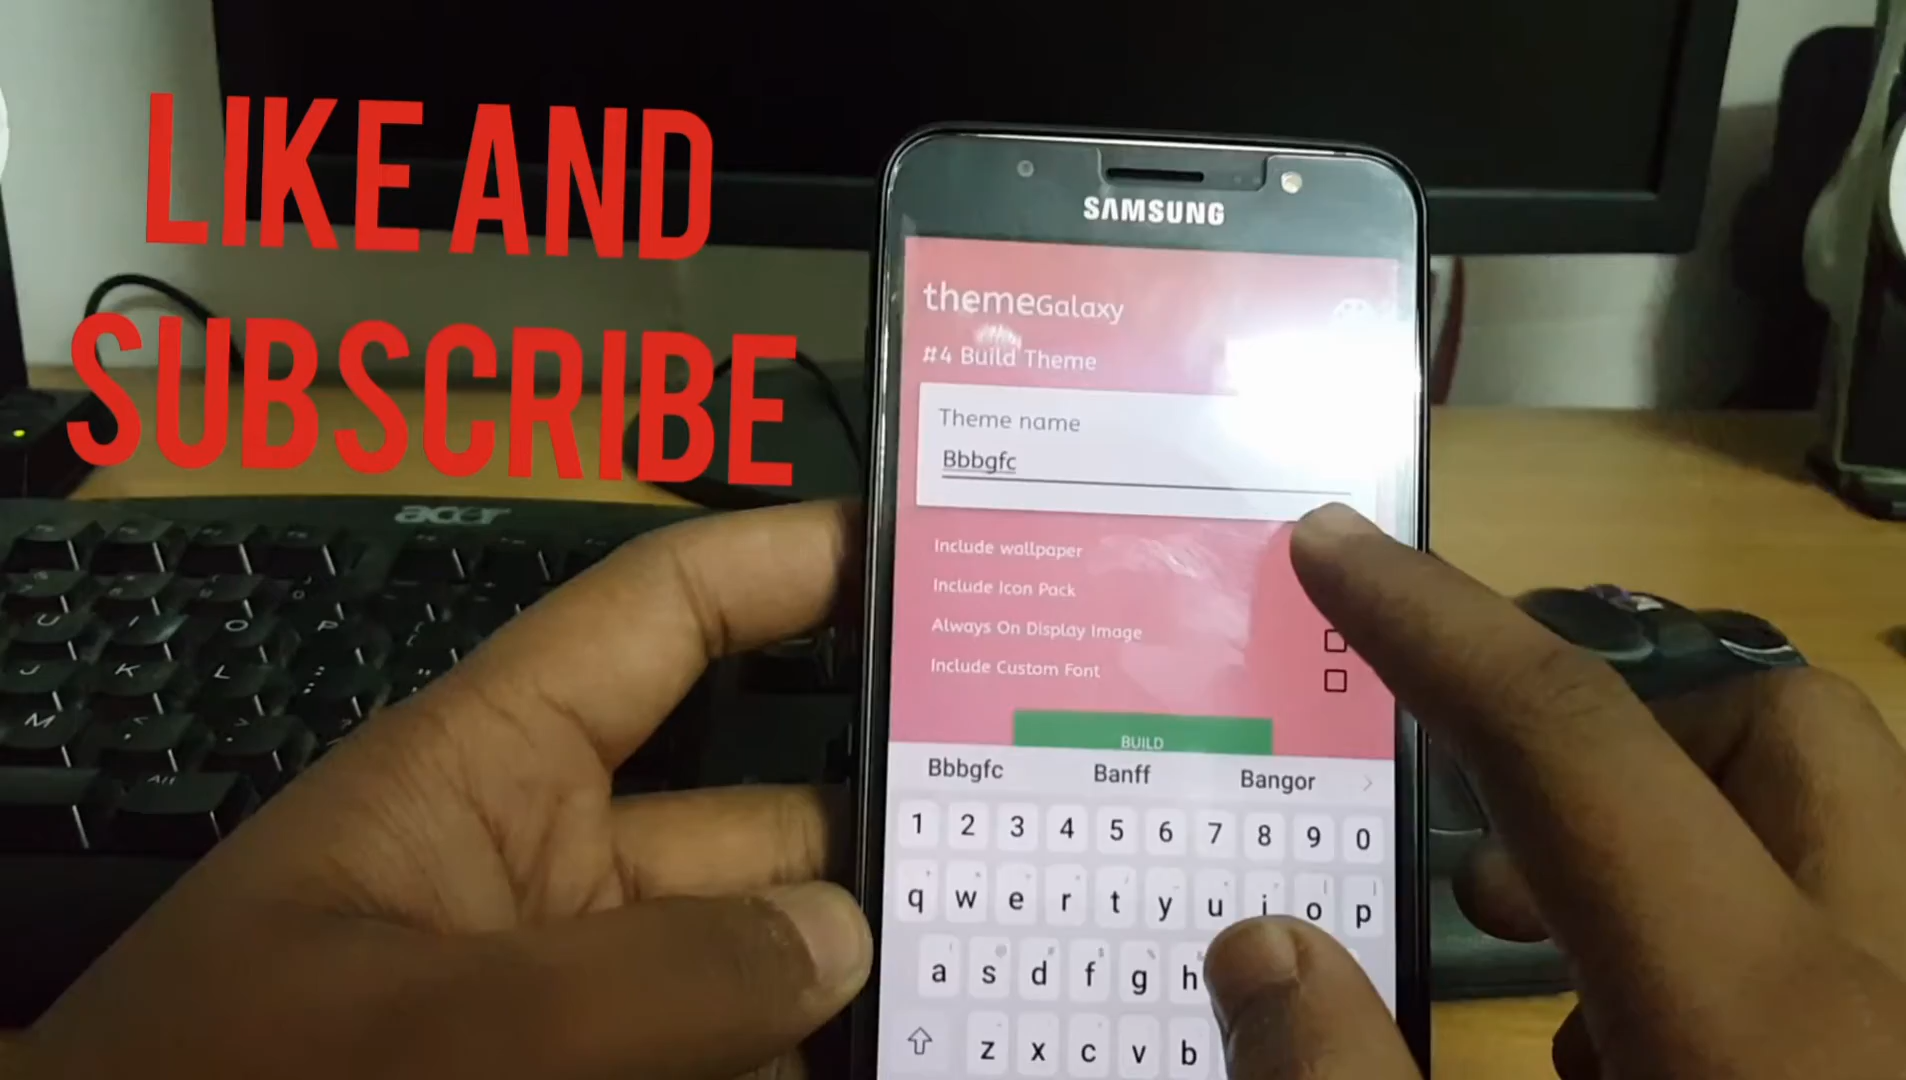 LIKE AND
SUBSCRIBE
SAMSUNG
themeGalaxy
#4 Build Theme
Theme name
Bbbgfc
Include wallpaper
Include Icon Pack
Always On Display Image
Include Custom Font
BUILD
Bbbgfc Banff Bangor
1 2 3 4 5 6 7 8 9 0
q w e r t y u i o p
a s d f g h
z x c v b
acer
U I O P
J K L
M
Alt